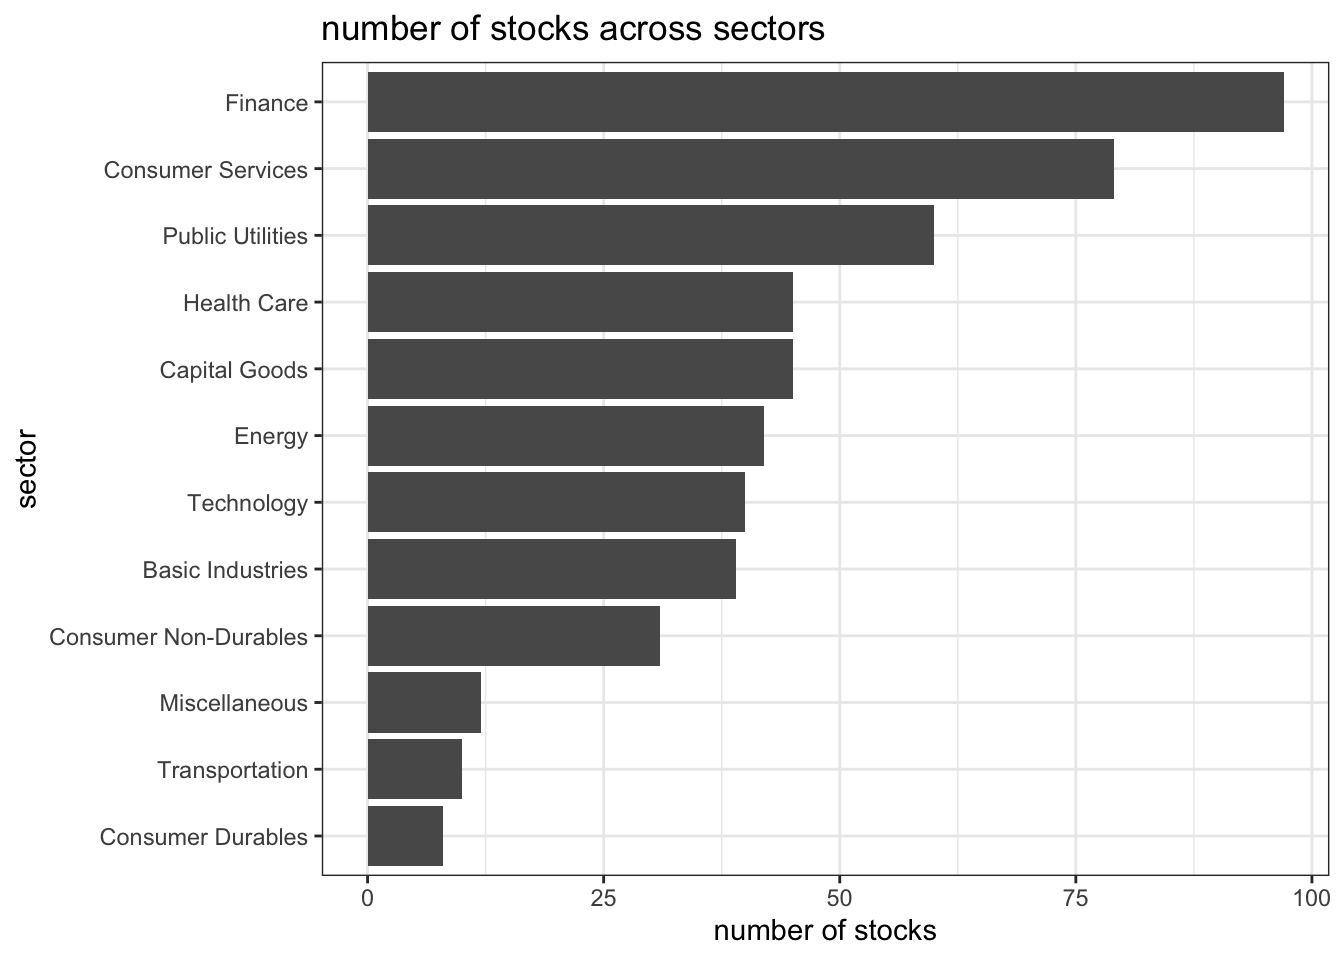 number of stocks across sectors
Finance
Consumer Services
Public Utilities
Health Care
Capital Goods
Energy
Technology
Basic Industries
Consumer Non-Durables
Miscellaneous
Transportation
Consumer Durables
sector
0 25 50 75 100
number of stocks